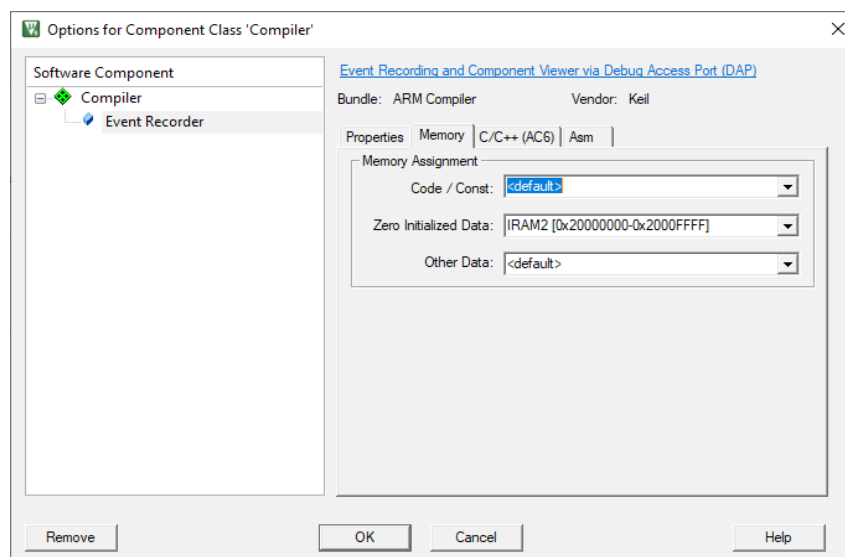 Options for Component Class 'Compiler'
Software Component
Compiler
Event Recorder
Event Recording and Component Viewer via Debug Access Port (DAP)
Bundle: ARM Compiler Vendor: Keil
Properties Memory C/C++ (AC6) Asm
Memory Assignment
Code / Const: <default>
Zero Initialized Data: IRAM2 [0x20000000-0x2000FFFF]
Other Data: <default>
Remove OK Cancel Help